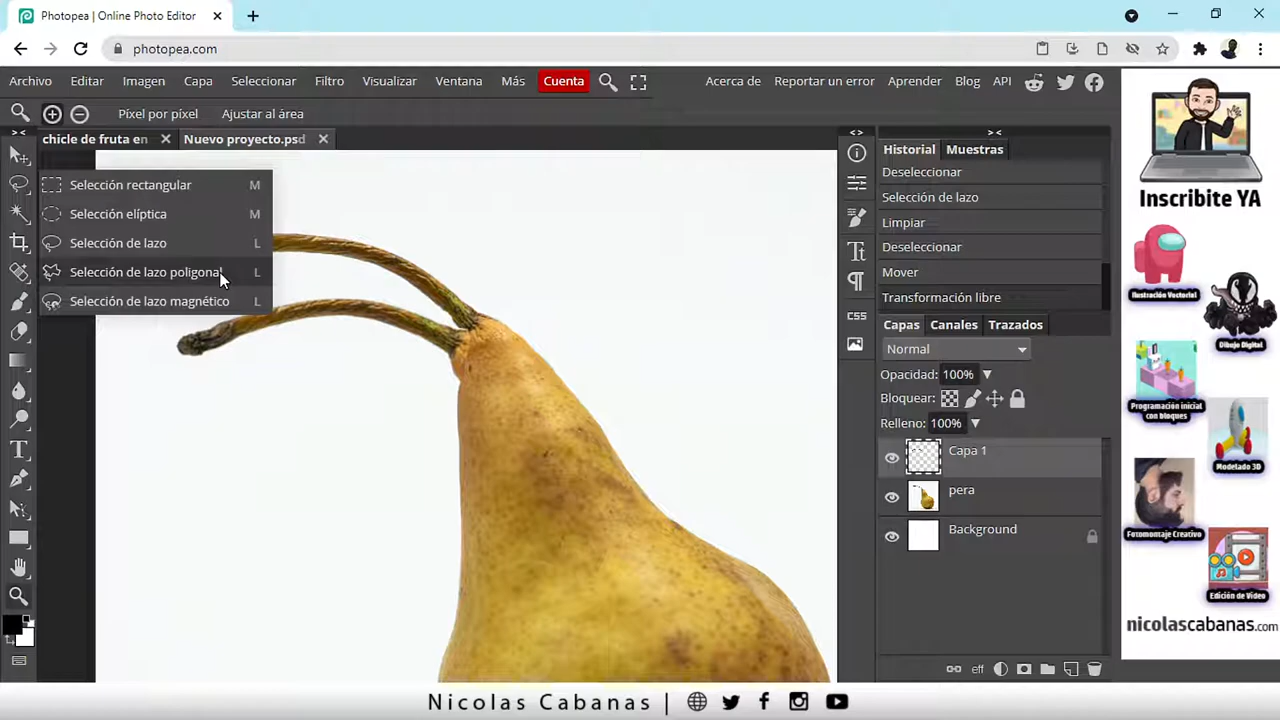 Photopea | Online Photo Editor
photopea.com
Archivo Editar Imagen Capa Seleccionar Filtro Visualizar Ventana Más Cuenta Acerca de Reportar un error Aprender Blog API
Píxel por píxel Ajustar al área
chicle de fruta en Nuevo proyecto.psd
Selección rectangular M
Selección elíptica M
Selección de lazo L
Selección de lazo poligonal L
Selección de lazo magnético L
Historial Muestras
Deseleccionar
Selección de lazo
Limpiar
Deseleccionar
Mover
Transformación libre
CSS
Capas Canales Trazados
Normal
Opacidad: 100%
Bloquear:
Relleno: 100%
Capa 1
pera
Background
eff
Inscribite YA
Ilustración Vectorial
Dibujo Digital
Programación inicial
con bloques
Modelado 3D
Fotomontaje Creativo
Edición de Video
nicolascabanas.com
Nicolas Cabanas |